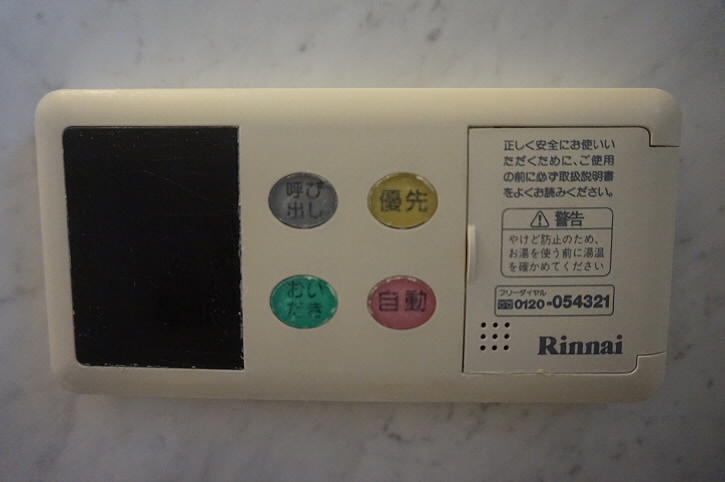 呼び
出し
優先
おい
だき
自動
正しく安全にお使いい
ただくために、ご使用
の前に必ず取扱説明書
をよくお読みください。
警告
やけど防止のため、
お湯を使う前に湯温
を確かめてください
フリーダイヤル
0120-054321
Rinnai